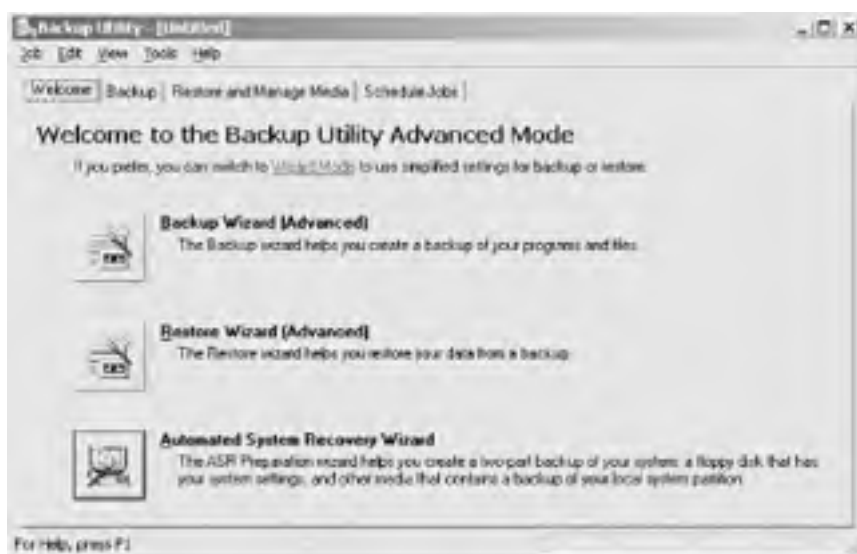 Backup Utility - [Untitled]
Job Edit View Tools Help
Welcome Backup Restore and Manage Media Schedule Jobs
Welcome to the Backup Utility Advanced Mode
If you prefer, you can switch to Wizard Mode to use simplified settings for backup or restore.
Backup Wizard (Advanced)
The Backup wizard helps you create a backup of your programs and files.
Restore Wizard (Advanced)
The Restore wizard helps you restore your data from a backup.
Automated System Recovery Wizard
The ASR Preparation wizard helps you create a two-part backup of your system: a floppy disk that has
your system settings, and other media that contains a backup of your local system partition.
For Help, press F1